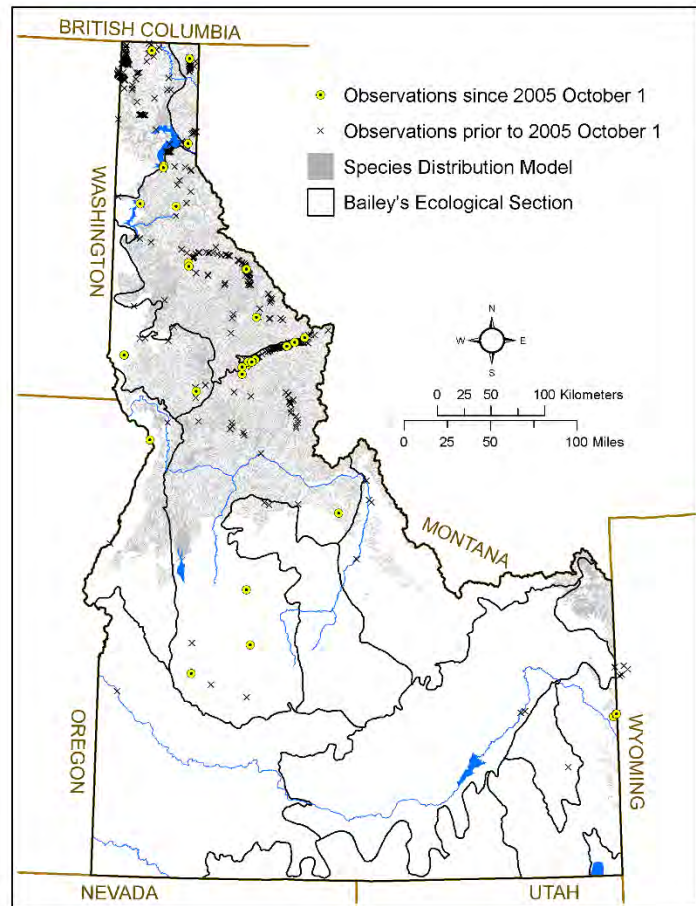 BRITISH COLUMBIA
Observations since 2005 October 1
Observations prior to 2005 October 1
Species Distribution Model
Bailey's Ecological Section
WASHINGTON
N
W E
S
0 25 50 100 Kilometers
0 25 50 100 Miles
MONTANA
OREGON
WYOMING
NEVADA UTAH